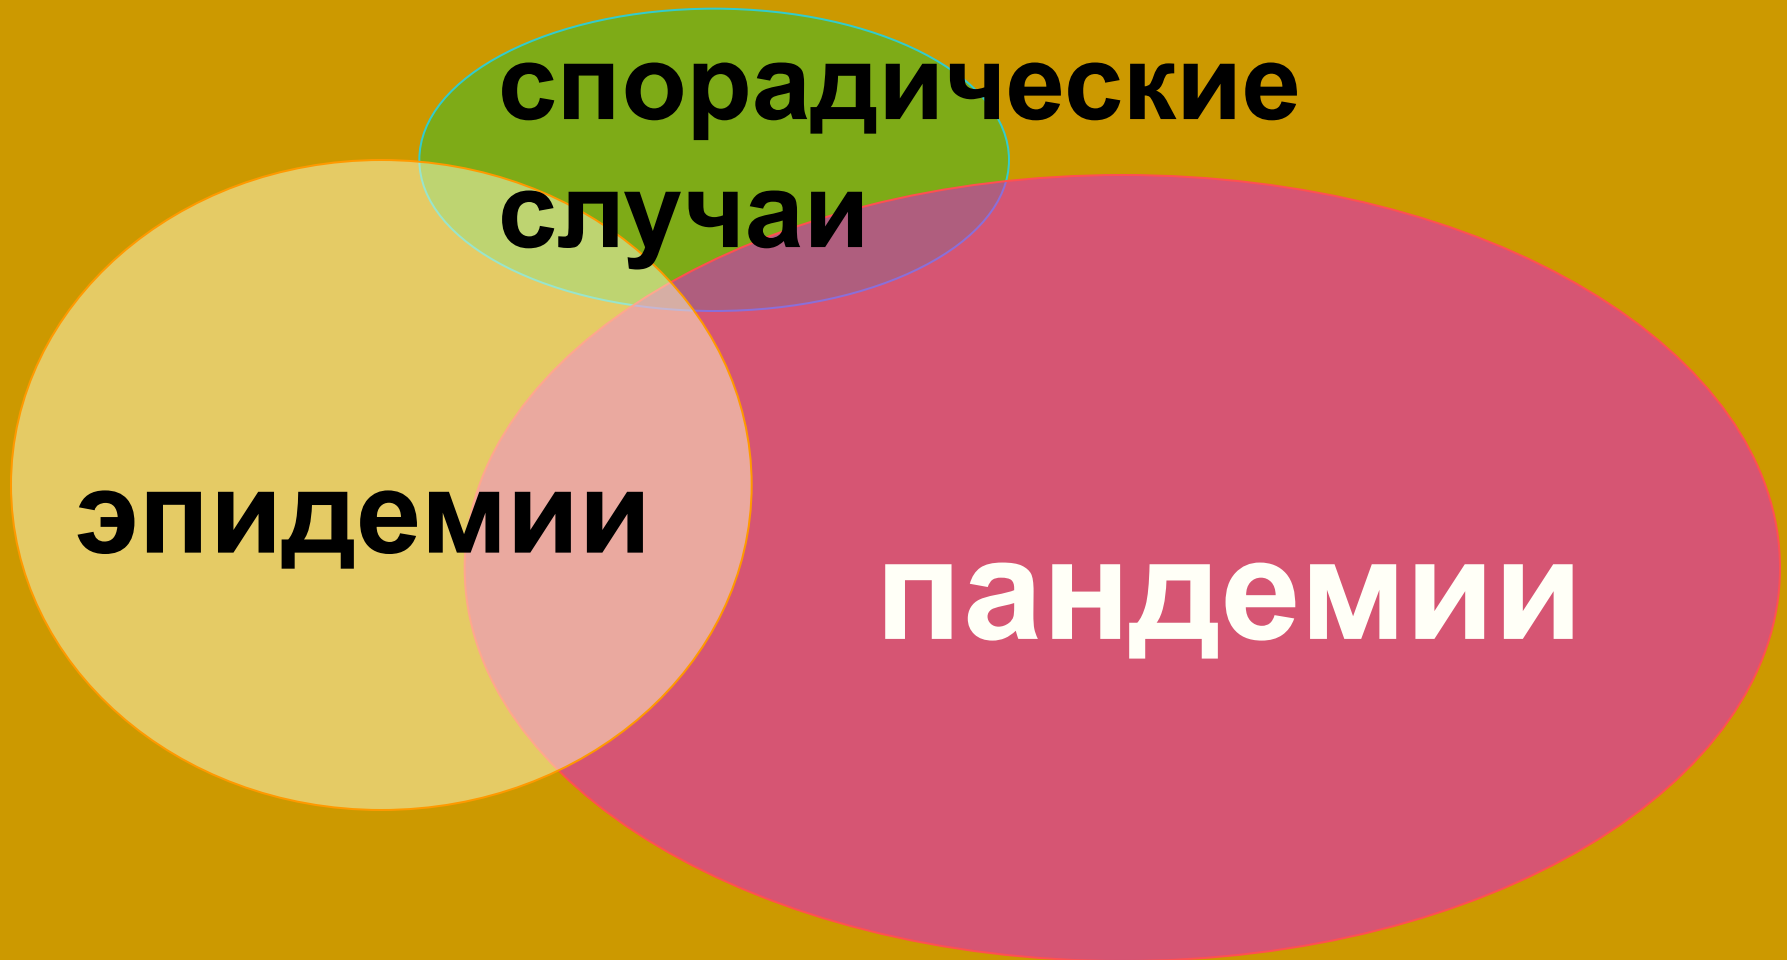 спорадические
случаи
эпидемии
пандемии